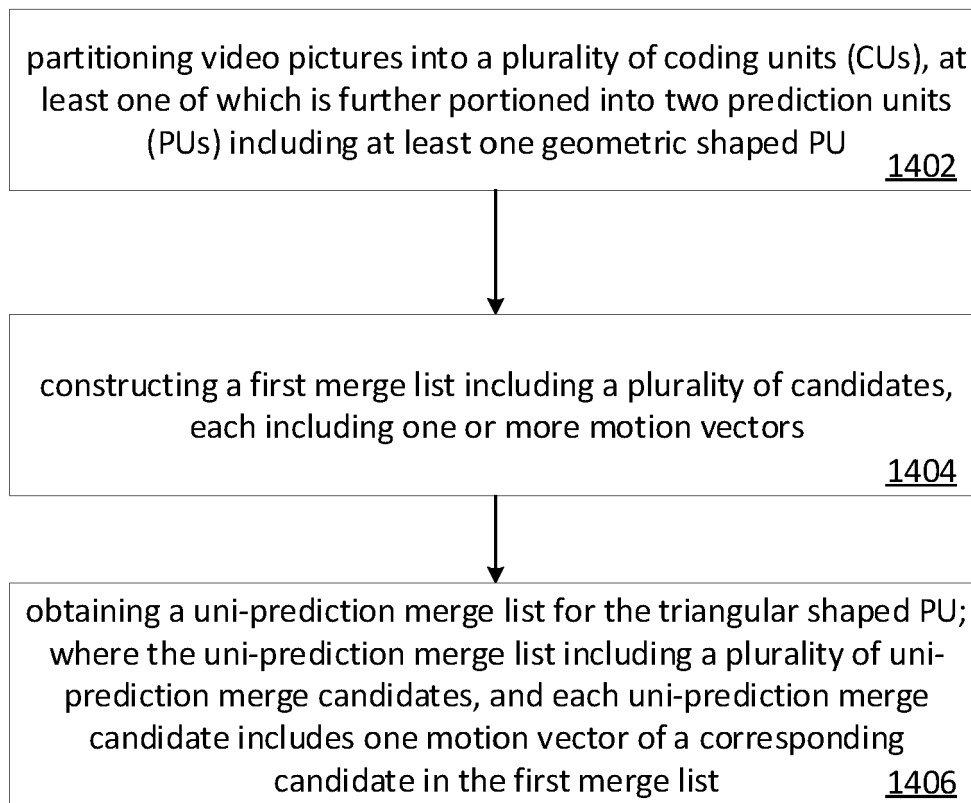 partitioning video pictures into a plurality of coding units (CUs), at
least one of which is further portioned into two prediction units
(PUs) including at least one geometric shaped PU
1402
constructing a first merge list including a plurality of candidates,
each including one or more motion vectors
1404
obtaining a uni-prediction merge list for the triangular shaped PU;
where the uni-prediction merge list including a plurality of uni-
prediction merge candidates, and each uni-prediction merge
candidate includes one motion vector of a corresponding
candidate in the first merge list
1406